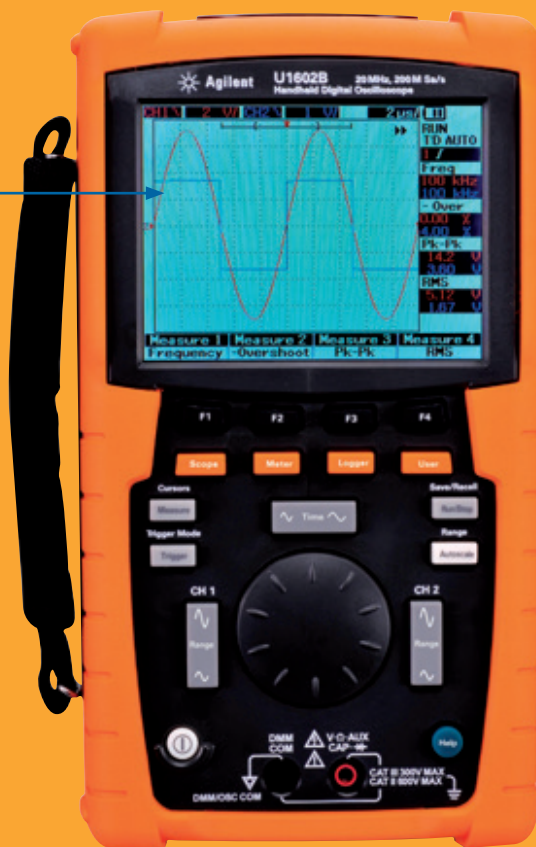 Agilent U1602B 20 MHz, 200 M Sa/s
Handheld Digital Oscilloscope
CH1 2 V/ CH2 1 V/ 2us/
RUN
T'D AUTO
1
Freq
100 kHz
100 kHz
- Over
0.00 %
4.00 %
Pk-Pk
14.2 V
3.60 V
RMS
5.12 V
1.67 V
Measure 1 Measure 2 Measure 3 Measure 4
Frequency -Overshoot Pk-Pk RMS
F1 F2 F3 F4
Scope Meter Logger User
Cursors Save/Recall
Measure Time Run/Stop
Trigger Mode Range
Trigger Autoscale
CH 1 CH 2
Range Range
DMM COM V·Ω·AUX CAP
Help
CAT III 300V MAX
CAT II 600V MAX
DMM/OSC COM